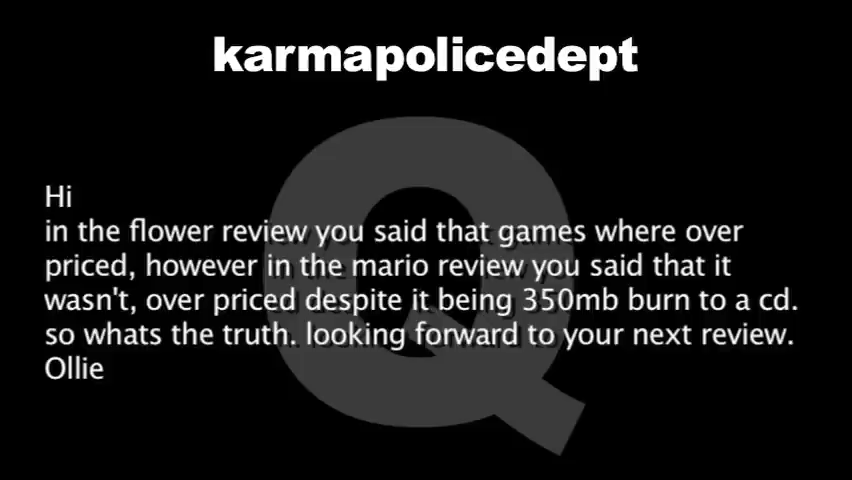 karmapolicedept
Q
Hi
in the flower review you said that games where over
priced, however in the mario review you said that it
wasn't, over priced despite it being 350mb burn to a cd.
so whats the truth. looking forward to your next review.
Ollie